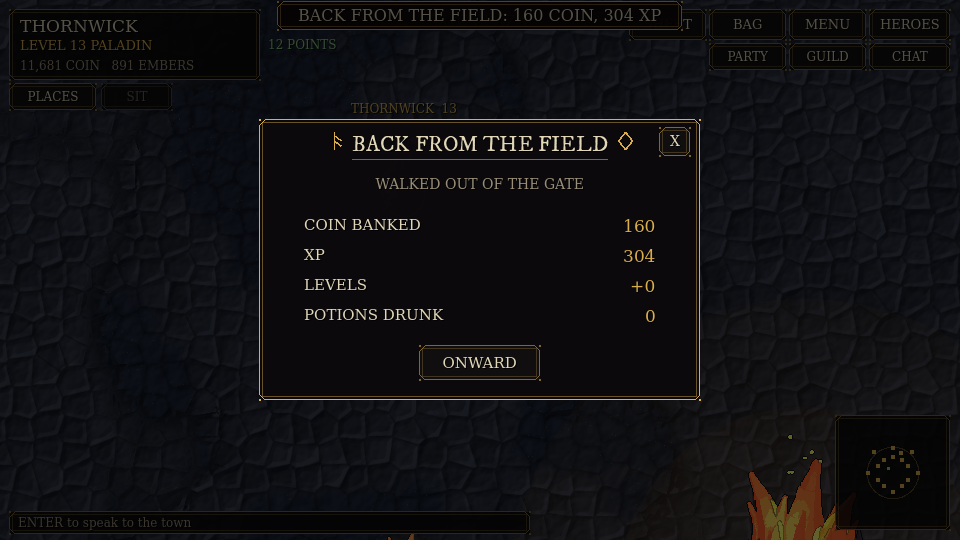 BACK FROM THE FIELD: 160 COIN, 304 XP
THORNWICK
LEVEL 13 PALADIN
11,681 COIN 891 EMBERS
12 POINTS
T
BAG
MENU
HEROES
PARTY
GUILD
CHAT
PLACES
SIT
THORNWICK 13
BACK FROM THE FIELD
X
WALKED OUT OF THE GATE
COIN BANKED 160
XP 304
LEVELS +0
POTIONS DRUNK 0
ONWARD
ENTER to speak to the town